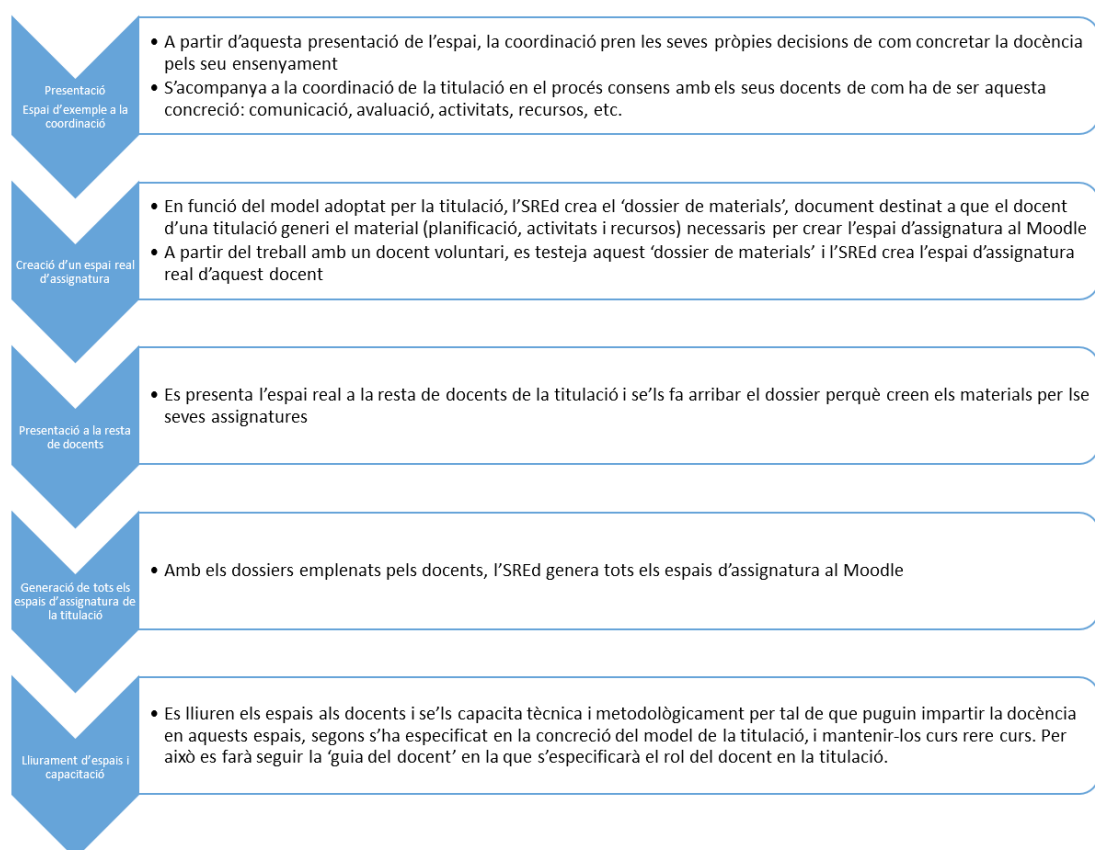 Presentació
Espai d'exemple a la
coordinació
• A partir d'aquesta presentació de l'espai, la coordinació pren les seves pròpies decisions de com concretar la docència
pels seu ensenyament
• S'acompanya a la coordinació de la titulació en el procés consens amb els seus docents de com ha de ser aquesta
concreció: comunicació, avaluació, activitats, recursos, etc.
Creació d'un espai real
d'assignatura
• En funció del model adoptat per la titulació, l'SREd crea el 'dossier de materials', document destinat a que el docent
d'una titulació generi el material (planificació, activitats i recursos) necessaris per crear l'espai d'assignatura al Moodle
• A partir del treball amb un docent voluntari, es testeja aquest 'dossier de materials' i l'SREd crea l'espai d'assignatura
real d'aquest docent
Presentació a la resta
de docents
• Es presenta l'espai real a la resta de docents de la titulació i se'ls fa arribar el dossier perquè creen els materials per lse
seves assignatures
Generació de tots els
espais d'assignatura de
la titulació
• Amb els dossiers emplenats pels docents, l'SREd genera tots els espais d'assignatura al Moodle
Lliurament d'espais i
capacitació
• Es lliuren els espais als docents i se'ls capacita tècnica i metodològicament per tal de que puguin impartir la docència
en aquests espais, segons s'ha especificat en la concreció del model de la titulació, i mantenir-los curs rere curs. Per
això es farà seguir la 'guia del docent' en la que s'especificarà el rol del docent en la titulació.